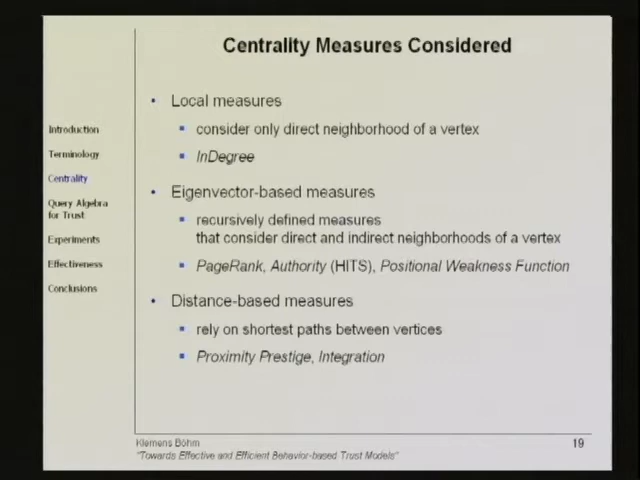 Centrality Measures Considered
Introduction
Terminology
Centrality
Query Algebra
for Trust
Experiments
Effectiveness
Conclusions
• Local measures
▪ consider only direct neighborhood of a vertex
▪ InDegree
• Eigenvector-based measures
▪ recursively defined measures
that consider direct and indirect neighborhoods of a vertex
▪ PageRank, Authority (HITS), Positional Weakness Function
• Distance-based measures
▪ rely on shortest paths between vertices
▪ Proximity Prestige, Integration
Klemens Böhm
"Towards Effective and Efficient Behavior-based Trust Models"
19